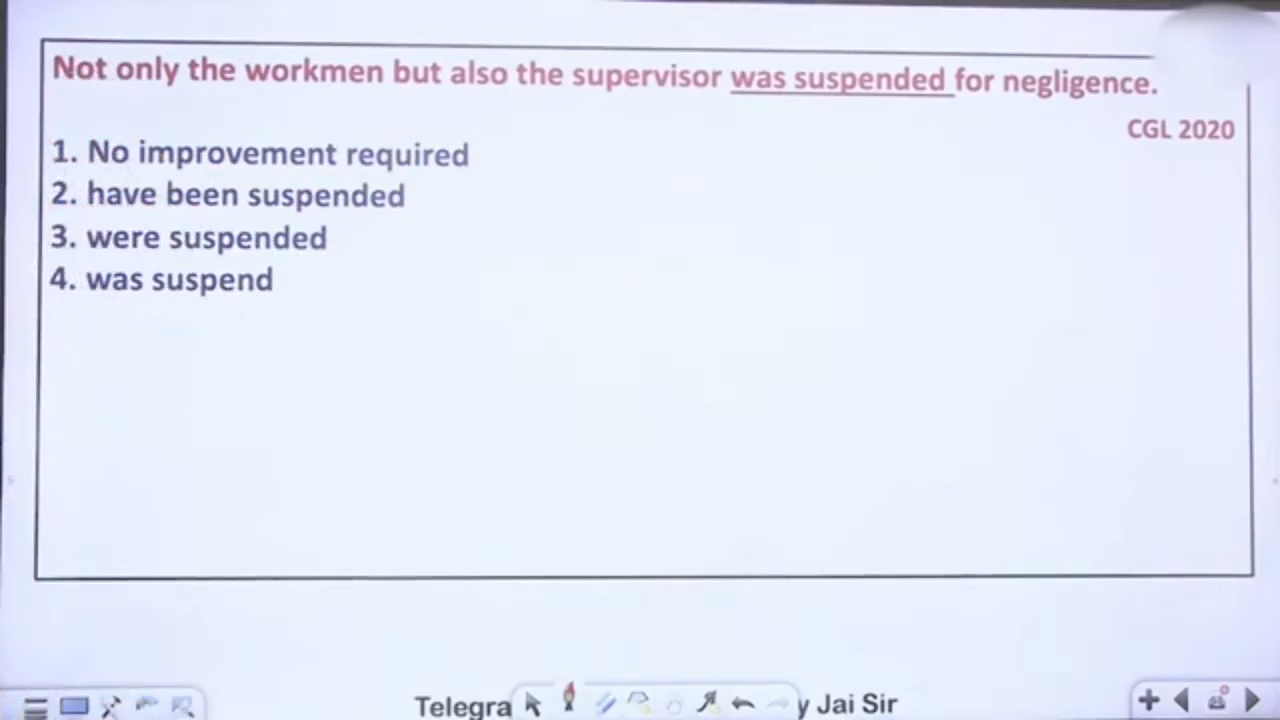 Not only the workmen but also the supervisor was suspended for negligence.
CGL 2020
1. No improvement required
2. have been suspended
3. were suspended
4. was suspend
Telegra y Jai Sir